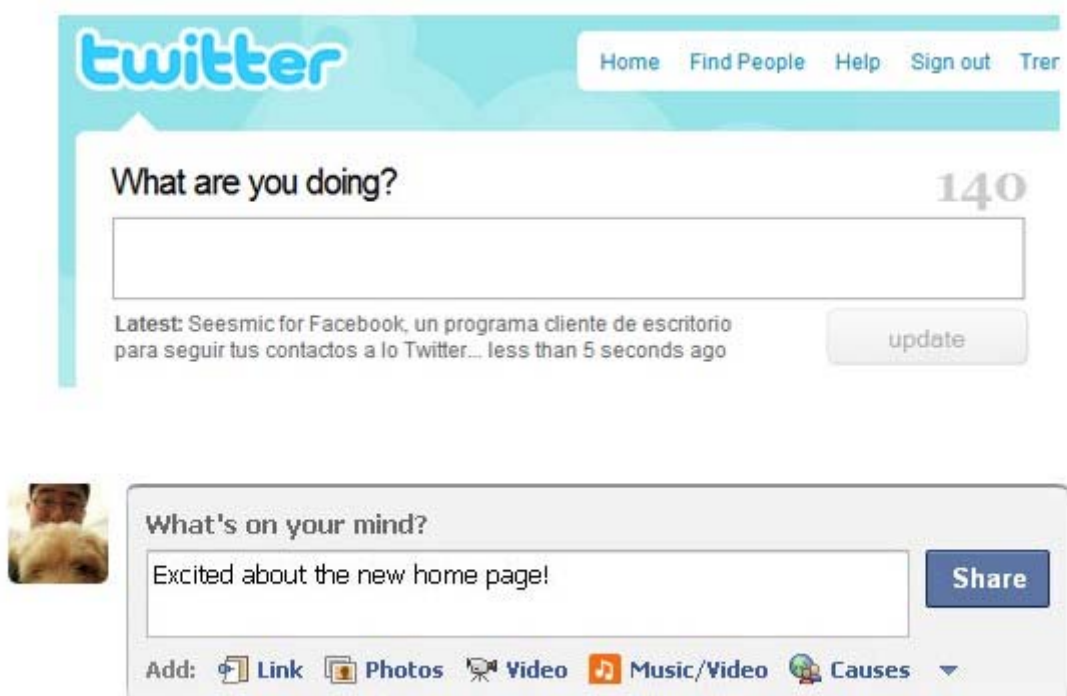 twitter
Home Find People Help Sign out
What are you doing?
140
Latest: Seesmic for Facebook, un programa cliente de escritorio
para seguir tus contactos a lo Twitter... less than 5 seconds ago
update
What's on your mind?
Excited about the new home page!
Share
Add: Link Photos Video Music/Video Causes